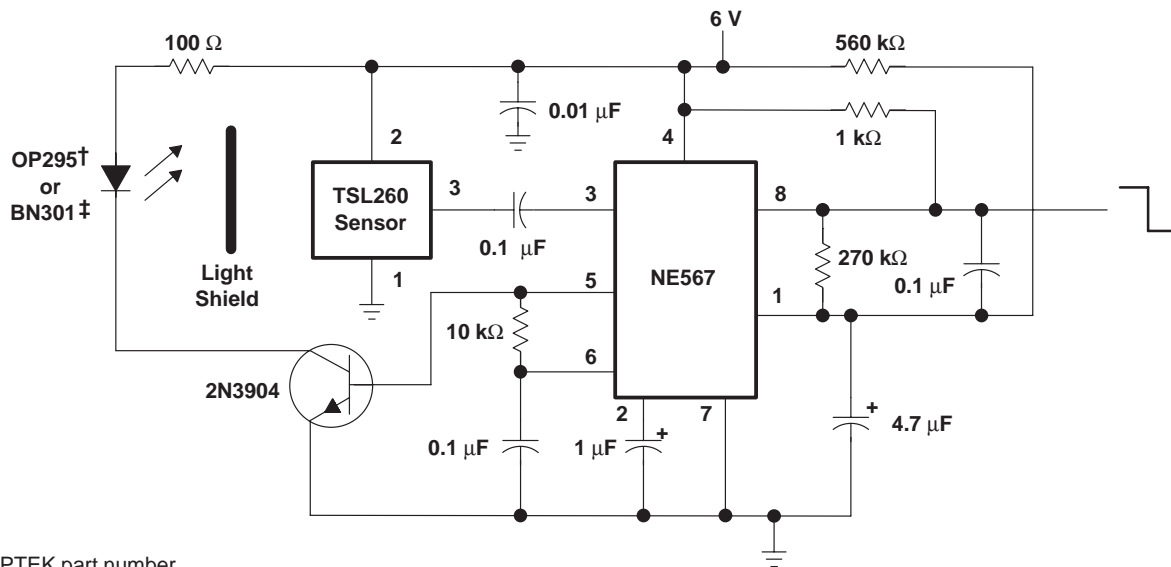 6 V
100 Ω
560 kΩ
0.01 µF
1 kΩ
4
2
OP295†
or
BN301‡
TSL260
Sensor
3
3
8
0.1 µF
Light
Shield
1
270 kΩ
NE567
0.1 µF
5
1
10 kΩ
6
2N3904
2
7
4.7 µF
+
0.1 µF
1 µF
+
PTEK part number